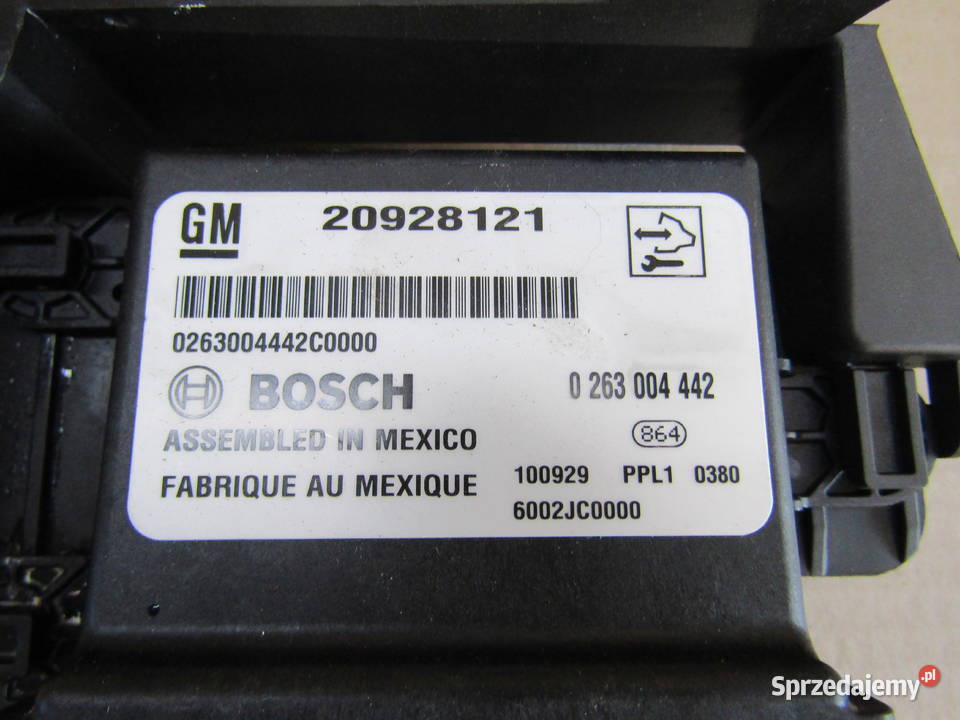 GM 20928121
0263004442C0000
BOSCH 0 263 004 442
ASSEMBLED IN MEXICO 864
FABRIQUE AU MEXIQUE 100929 PPL1 0380
6002JC0000
Sprzedajemy.pl